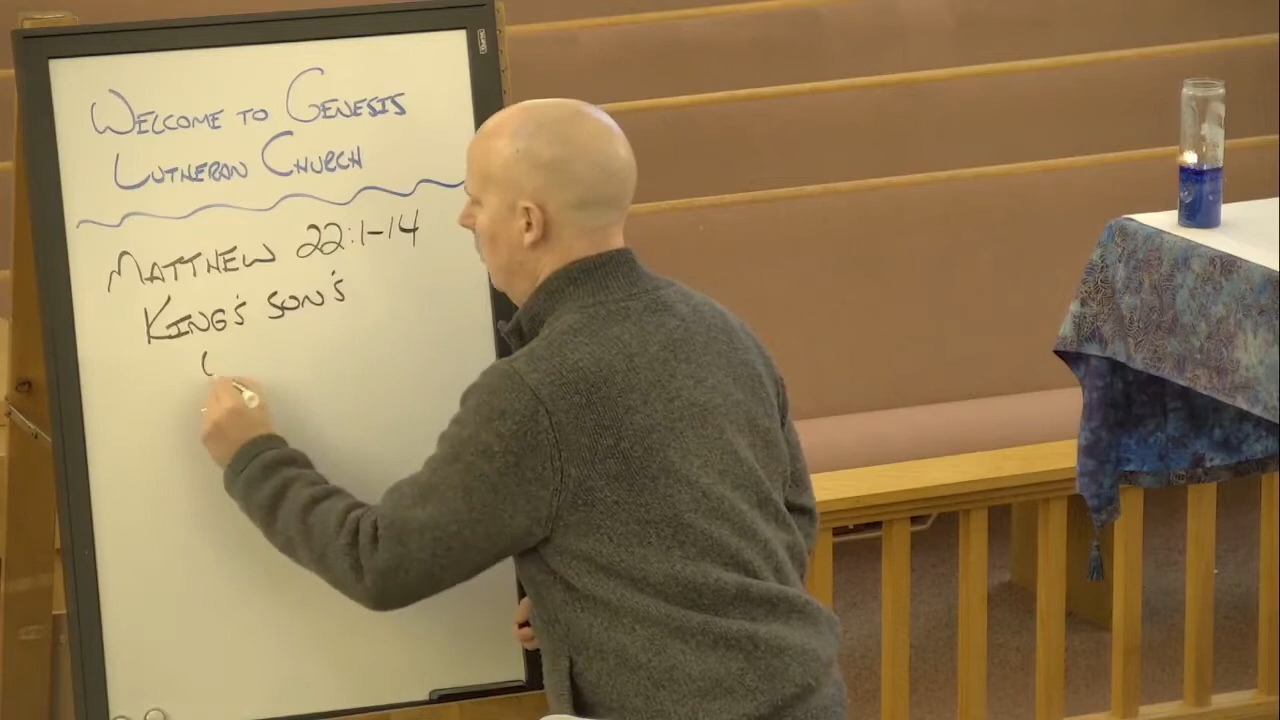 WELCOME TO GENESIS
LUTHERAN CHURCH
MATTHEW 22:1-14
KING'S SON'S